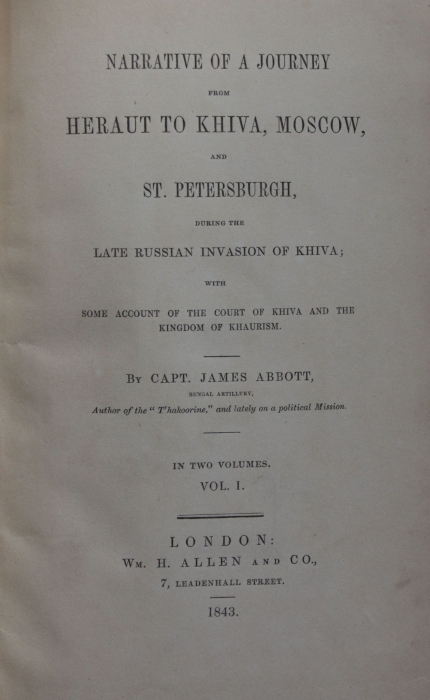 NARRATIVE OF A JOURNEY
FROM
HERAUT TO KHIVA, MOSCOW,
AND
ST. PETERSBURGH,
DURING THE
LATE RUSSIAN INVASION OF KHIVA;
WITH
SOME ACCOUNT OF THE COURT OF KHIVA AND THE
KINGDOM OF KHAURISM.
By CAPT. JAMES ABBOTT,
BENGAL ARTILLERY,
Author of the "T'hakoorine," and lately on a political Mission.
IN TWO VOLUMES.
VOL. I.
LONDON:
Wm. H. ALLEN AND CO.,
7, LEADENHALL STREET.
1843.